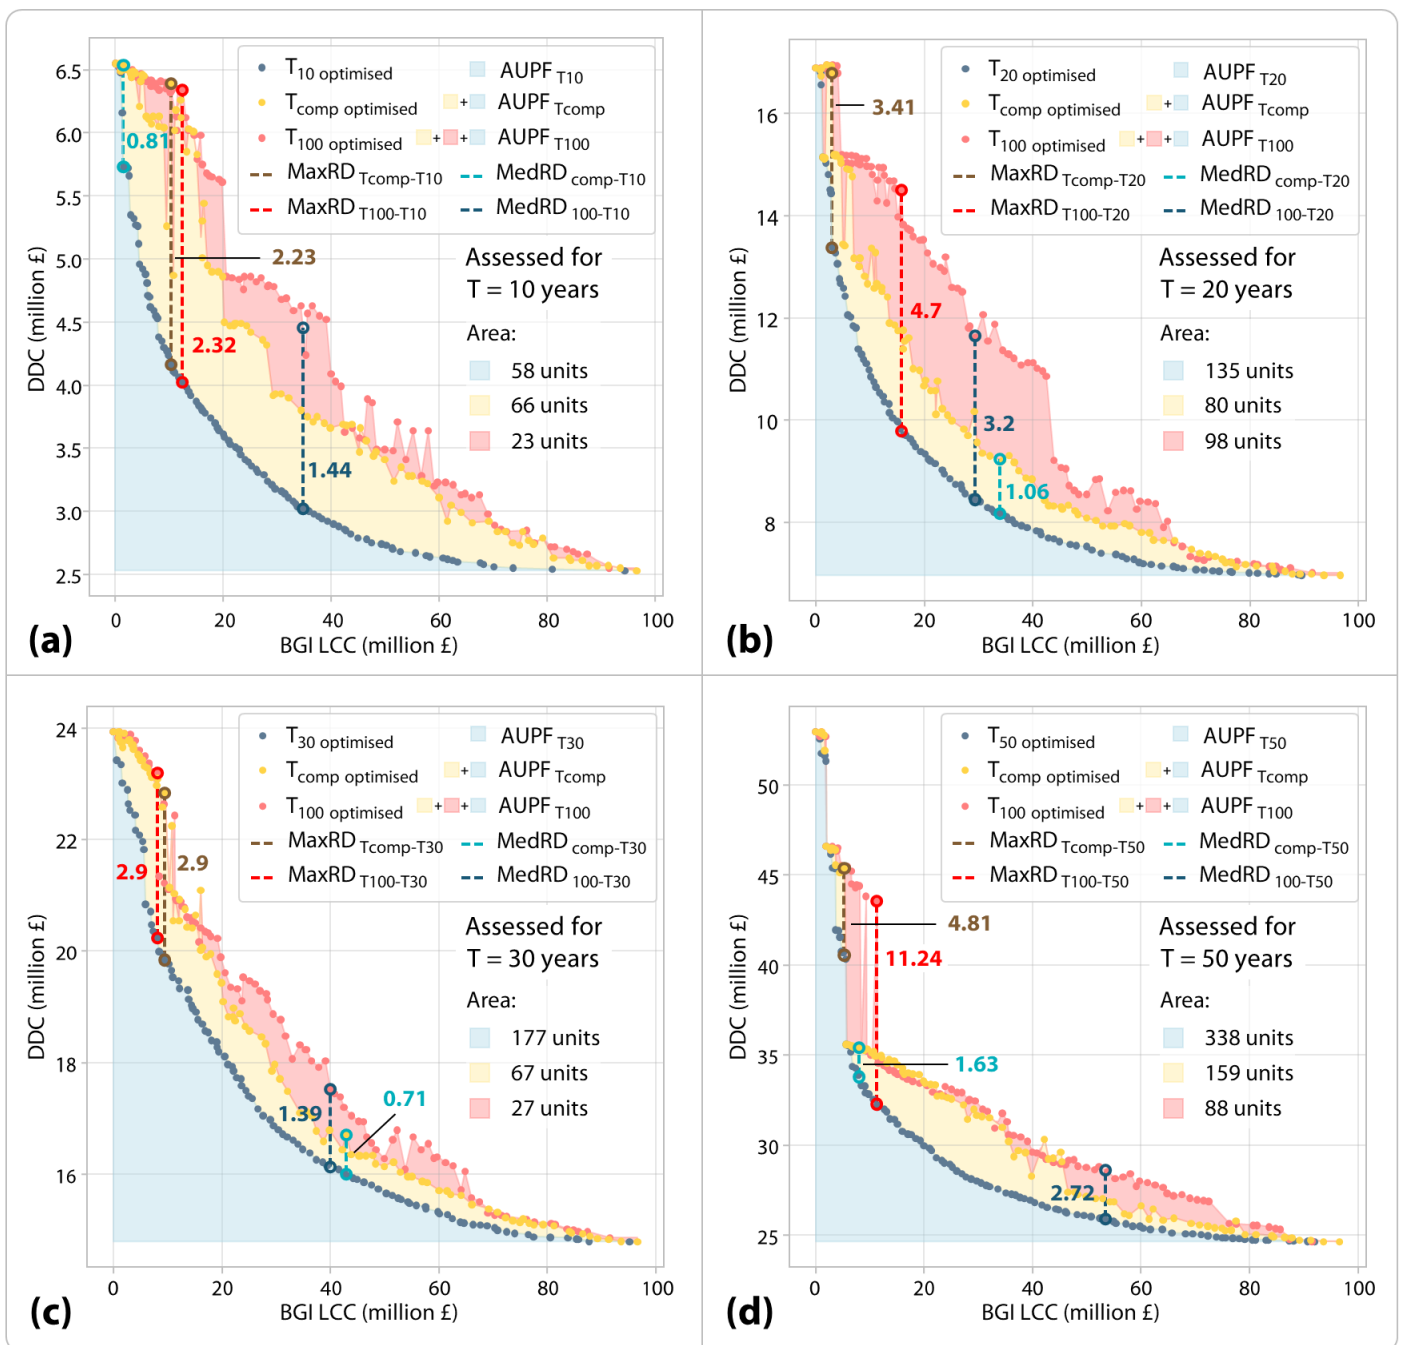 T10 optimised AUPF T10
Tcomp optimised + AUPF Tcomp
T100 optimised + + AUPF T100
MaxRD Tcomp-T10 MedRD comp-T10
MaxRD T100-T10 MedRD 100-T10
Assessed for
T = 10 years
Area:
58 units
66 units
23 units
0.81
2.23
2.32
1.44
6.5
6.0
5.5
5.0
4.5
4.0
3.5
3.0
2.5
DDC (million £)
0 20 40 60 80 100
BGI LCC (million £)
(a)
T20 optimised AUPF T20
Tcomp optimised + AUPF Tcomp
T100 optimised + + AUPF T100
MaxRD Tcomp-T20 MedRD comp-T20
MaxRD T100-T20 MedRD 100-T20
Assessed for
T = 20 years
Area:
135 units
80 units
98 units
3.41
4.7
3.2
1.06
16
14
12
10
8
DDC (million £)
0 20 40 60 80 100
BGI LCC (million £)
(b)
T30 optimised AUPF T30
Tcomp optimised + AUPF Tcomp
T100 optimised + + AUPF T100
MaxRD Tcomp-T30 MedRD comp-T30
MaxRD T100-T30 MedRD 100-T30
Assessed for
T = 30 years
Area:
177 units
67 units
27 units
2.9
2.9
1.39
0.71
24
22
20
18
16
DDC (million £)
0 20 40 60 80 100
BGI LCC (million £)
(c)
T50 optimised AUPF T50
Tcomp optimised + AUPF Tcomp
T100 optimised + + AUPF T100
MaxRD Tcomp-T50 MedRD comp-T50
MaxRD T100-T50 MedRD 100-T50
Assessed for
T = 50 years
Area:
338 units
159 units
88 units
4.81
11.24
1.63
2.72
50
45
40
35
30
25
DDC (million £)
0 20 40 60 80 100
BGI LCC (million £)
(d)